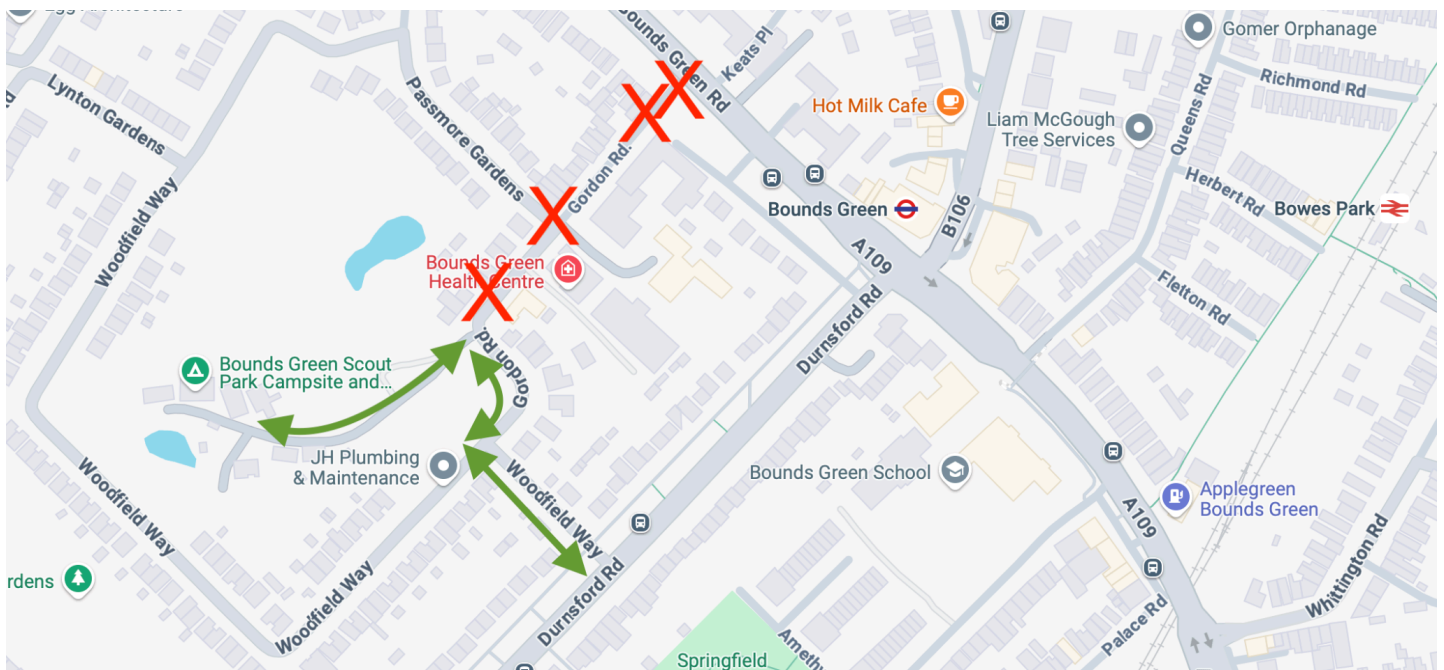 Egg Architecture
Bounds Green Rd
Keats Pl
Gomer Orphanage
Richmond Rd
Lynton Gardens
Passmore Gardens
Hot Milk Cafe
Liam McGough
Tree Services
Queens Rd
Gordon Rd.
Herbert Rd
Woodfield Way
Bounds Green
B106
Bowes Park
A109
Bounds Green
Health Centre
Fletton Rd
Durnsford Rd
Gordon Rd.
Bounds Green Scout
Park Campsite and...
JH Plumbing
& Maintenance
Woodfield Way
Woodfield Way
Bounds Green School
Applegreen
Bounds Green
A109
Whittington Rd
rdens
Woodfield Way
Durnsford Rd
Palace Rd
Amethy
Springfield